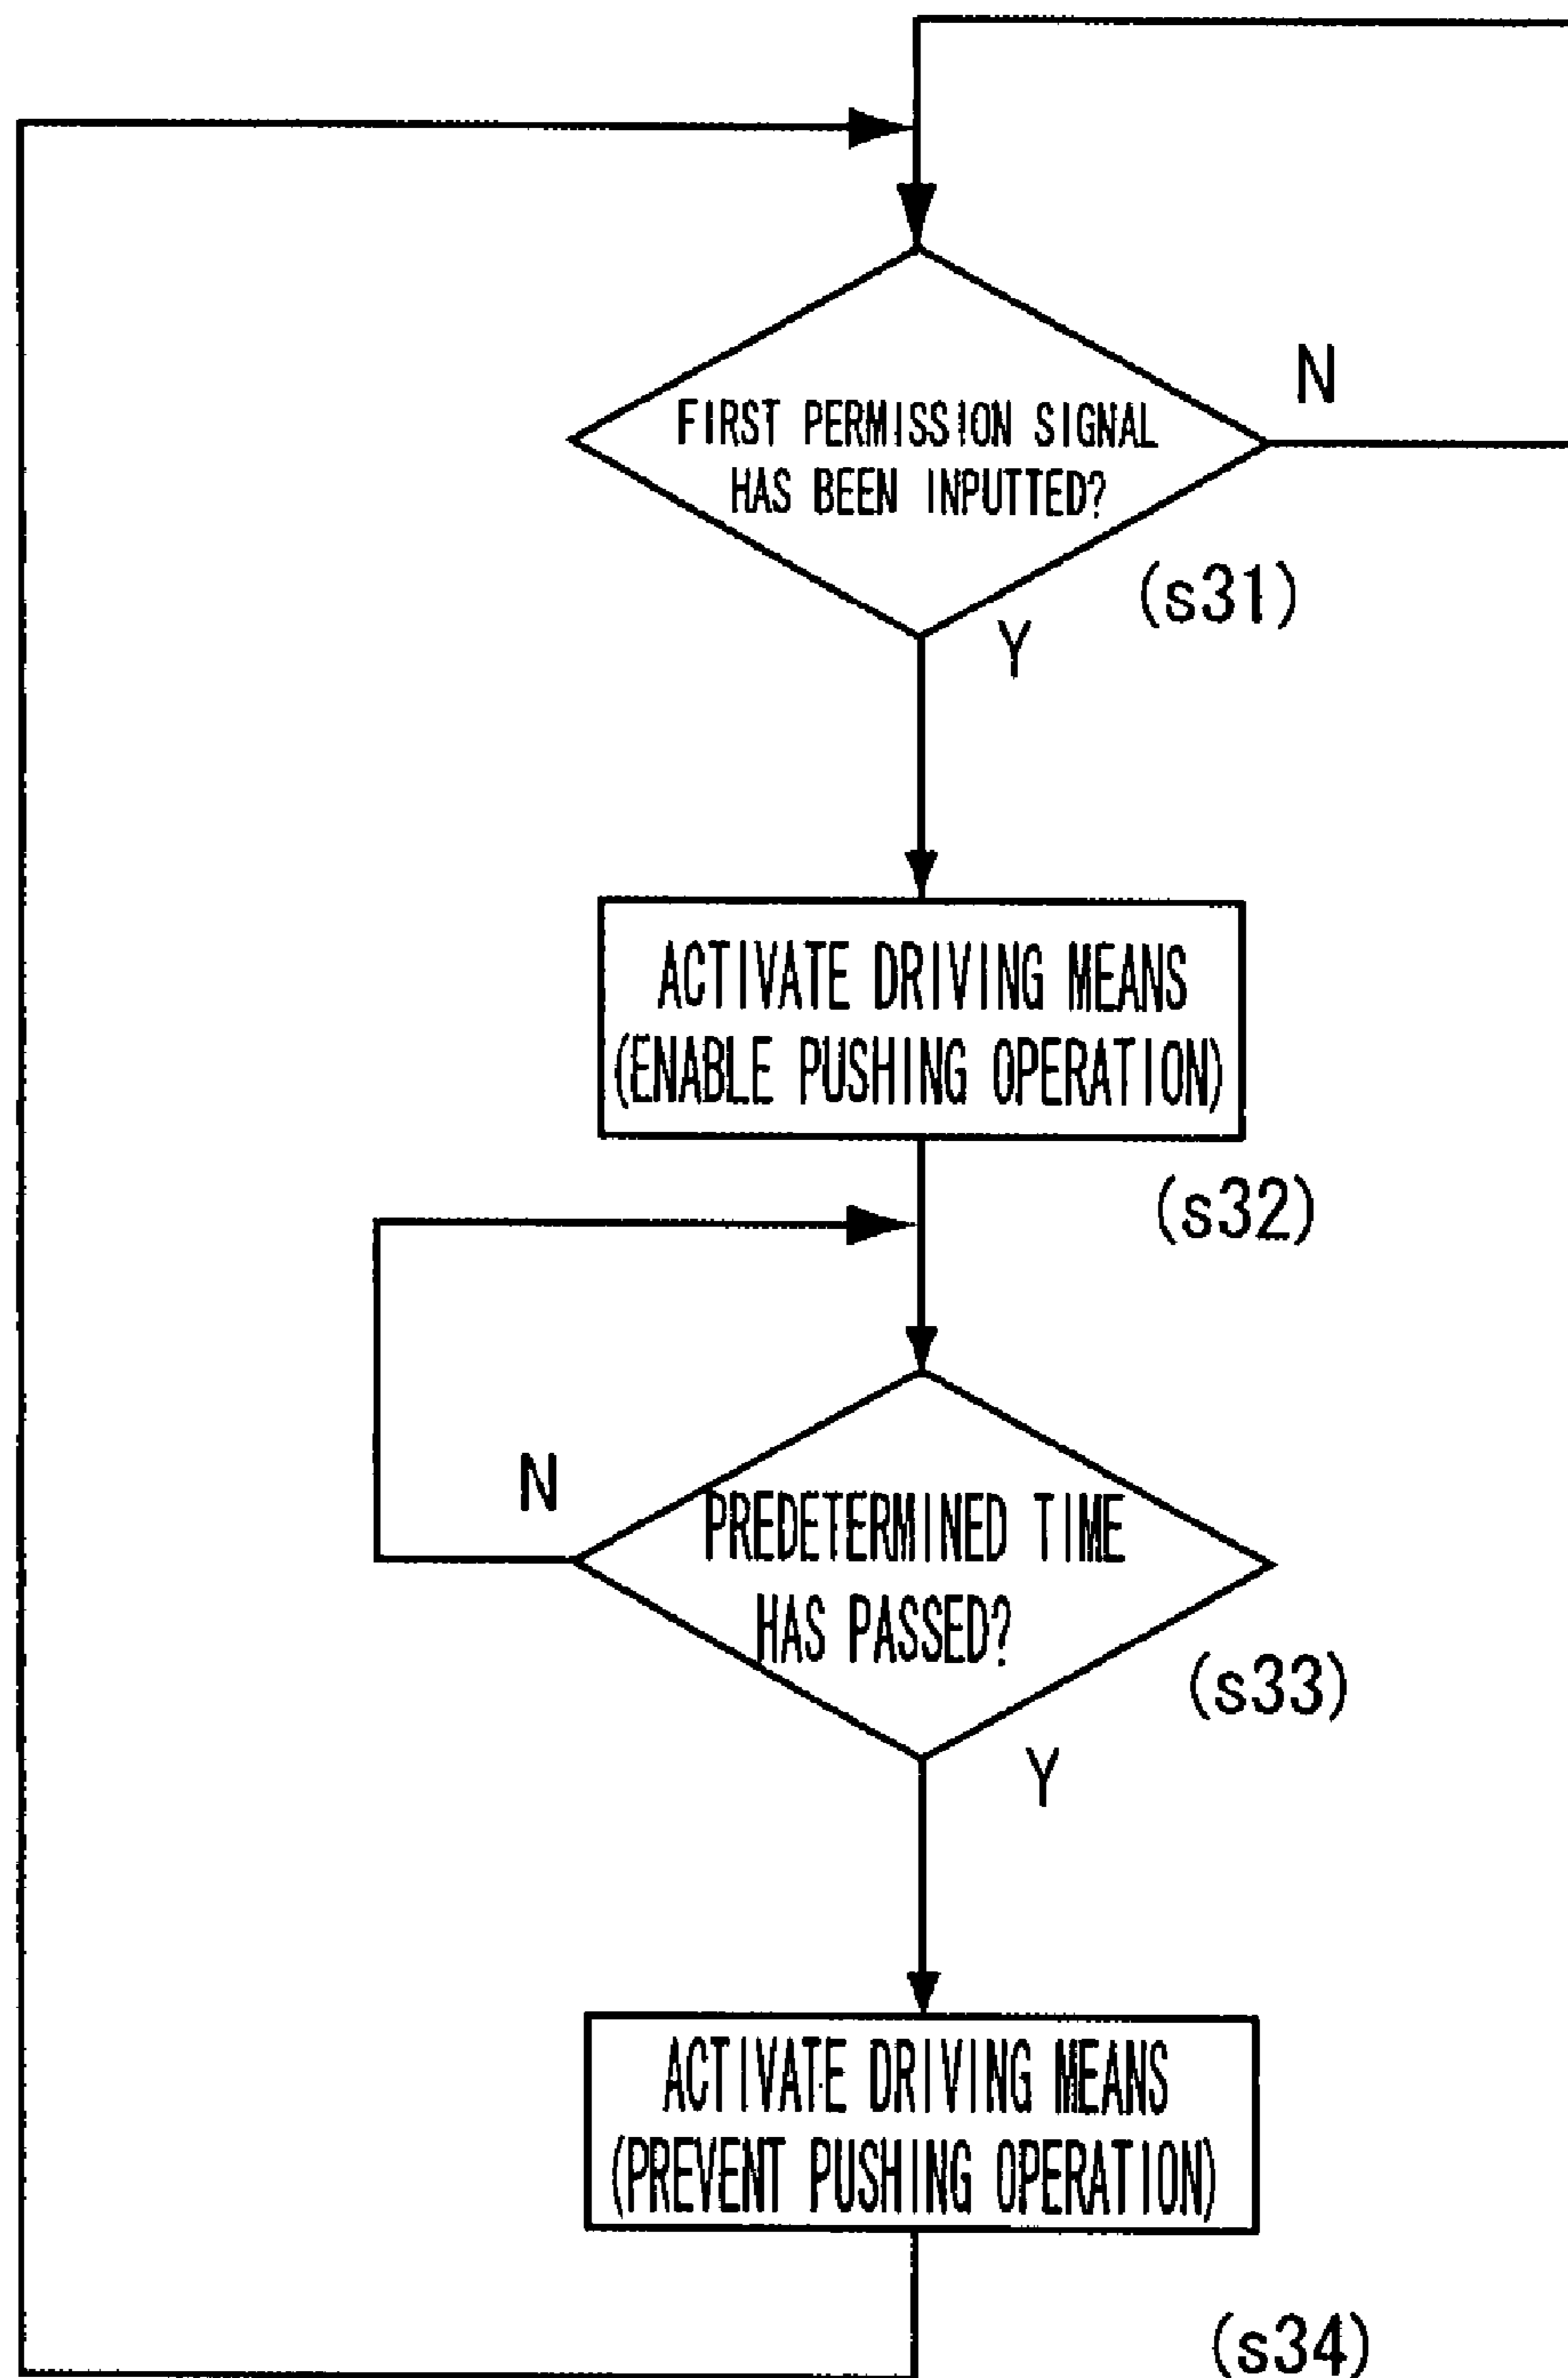 N
FIRST PERMISSION SIGNAL
HAS BEEN INPUTTED?
(s31)
Y
ACTIVATE DRIVING MEANS
(ENABLE PUSHING OPERATION)
(s32)
N
PREDETERMINED TIME
HAS PASSED?
(s33)
Y
ACTIVATE DRIVING MEANS
(PREVENT PUSHING OPERATION)
(s34)